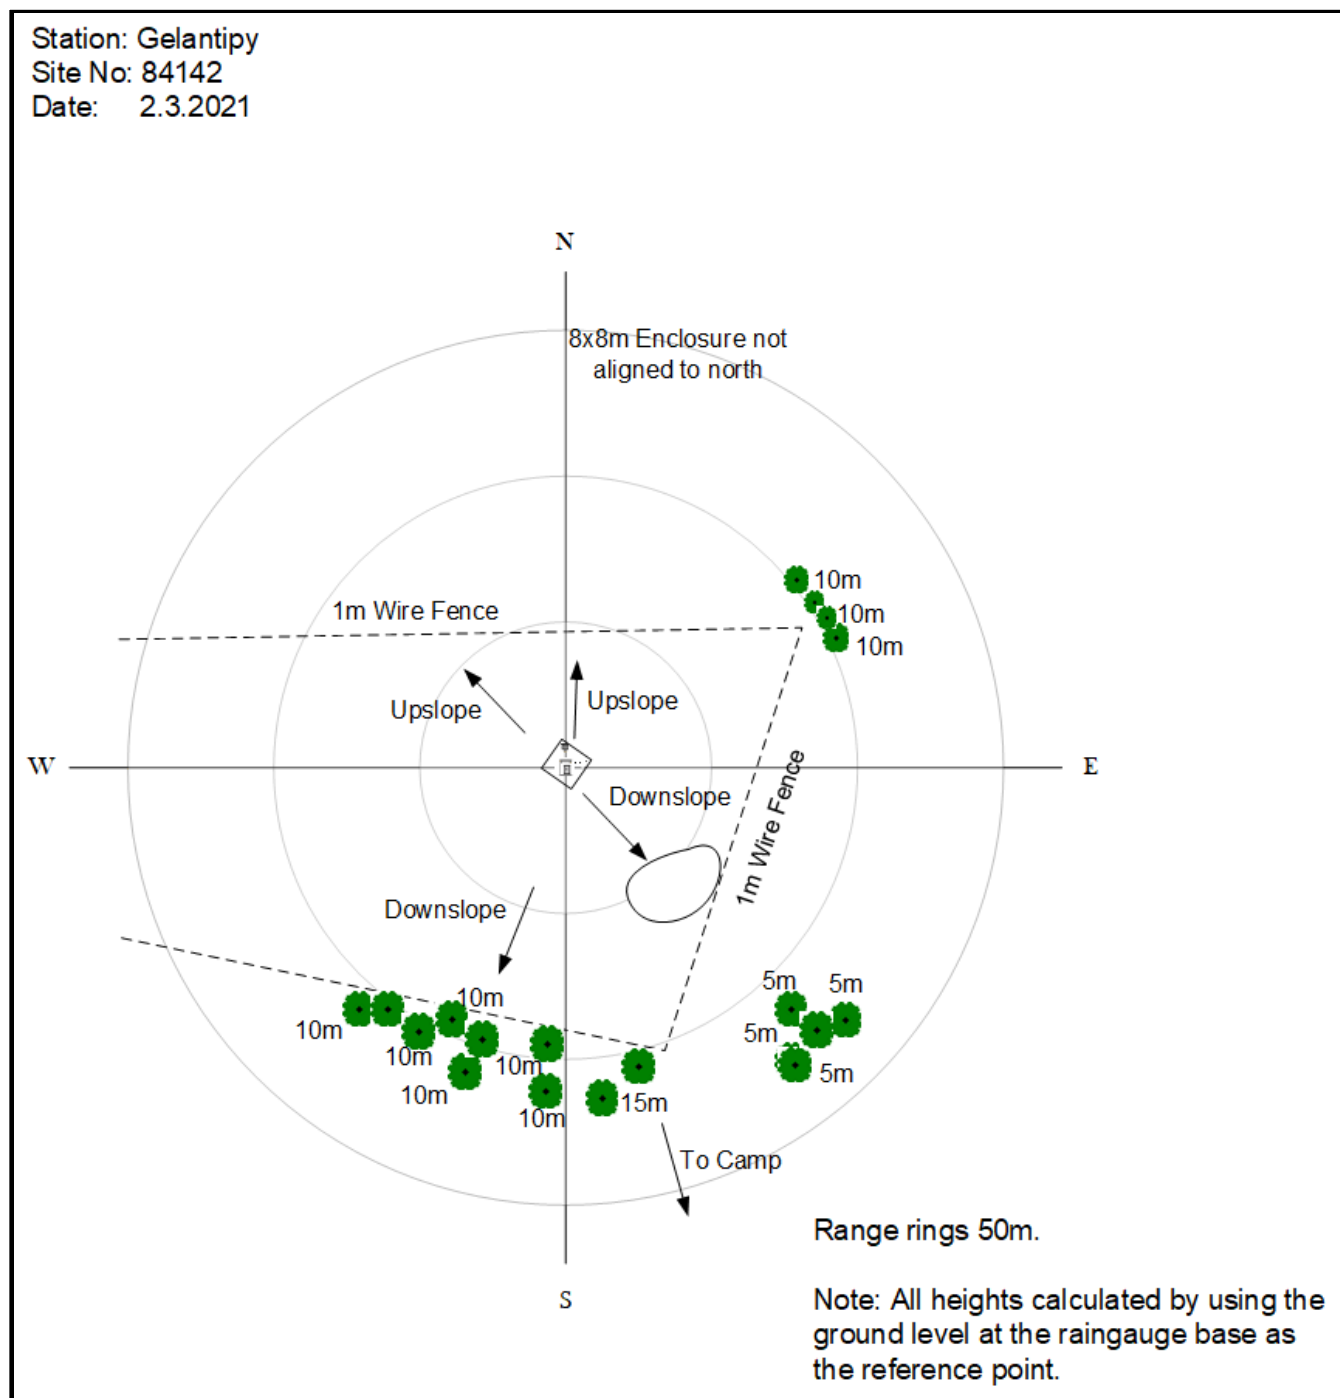 Station: Gelantipy
Site No: 84142
Date: 2.3.2021
N
8x8m Enclosure not
aligned to north
10m
10m
10m
1m Wire Fence
Upslope
Upslope
W
E
Downslope
1m Wire Fence
Downslope
5m
5m
5m
5m
10m
10m
10m
10m
10m
10m
15m
To Camp
Range rings 50m.
S
Note: All heights calculated by using the
ground level at the raingauge base as
the reference point.